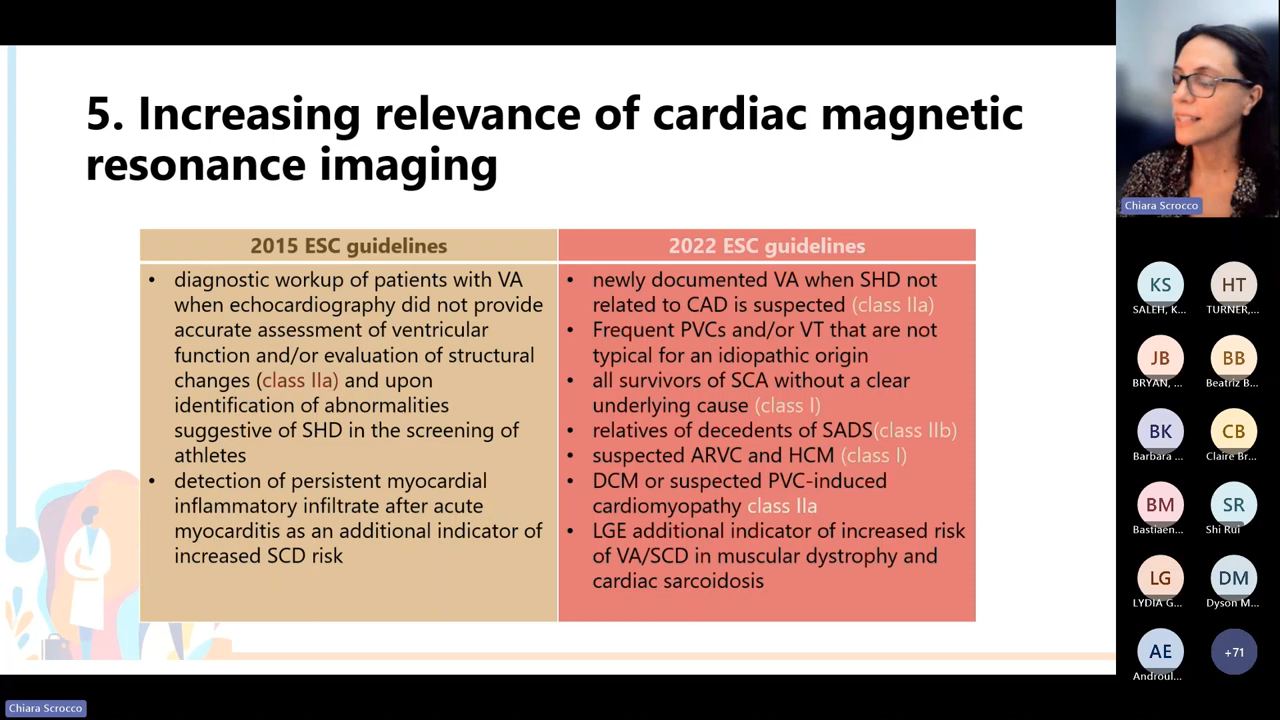 5. Increasing relevance of cardiac magnetic
resonance imaging
2015 ESC guidelines
• diagnostic workup of patients with VA
when echocardiography did not provide
accurate assessment of ventricular
function and/or evaluation of structural
changes (class IIa) and upon
identification of abnormalities
suggestive of SHD in the screening of
athletes
• detection of persistent myocardial
inflammatory infiltrate after acute
myocarditis as an additional indicator of
increased SCD risk
2022 ESC guidelines
• newly documented VA when SHD not
related to CAD is suspected (class IIa)
• Frequent PVCs and/or VT that are not
typical for an idiopathic origin
• all survivors of SCA without a clear
underlying cause (class I)
• relatives of decedents of SADS(class IIb)
• suspected ARVC and HCM (class I)
• DCM or suspected PVC-induced
cardiomyopathy class IIa
• LGE additional indicator of increased risk
of VA/SCD in muscular dystrophy and
cardiac sarcoidosis
Chiara Scrocco
KS
SALEH, K...
HT
TURNER,...
JB
BRYAN, ...
BB
Beatriz B...
BK
Barbara ...
CB
Claire Br...
BM
Bastiaen...
SR
Shi Rui
LG
LYDIA G...
DM
Dyson M...
AE
Androul...
+71
Chiara Scrocco